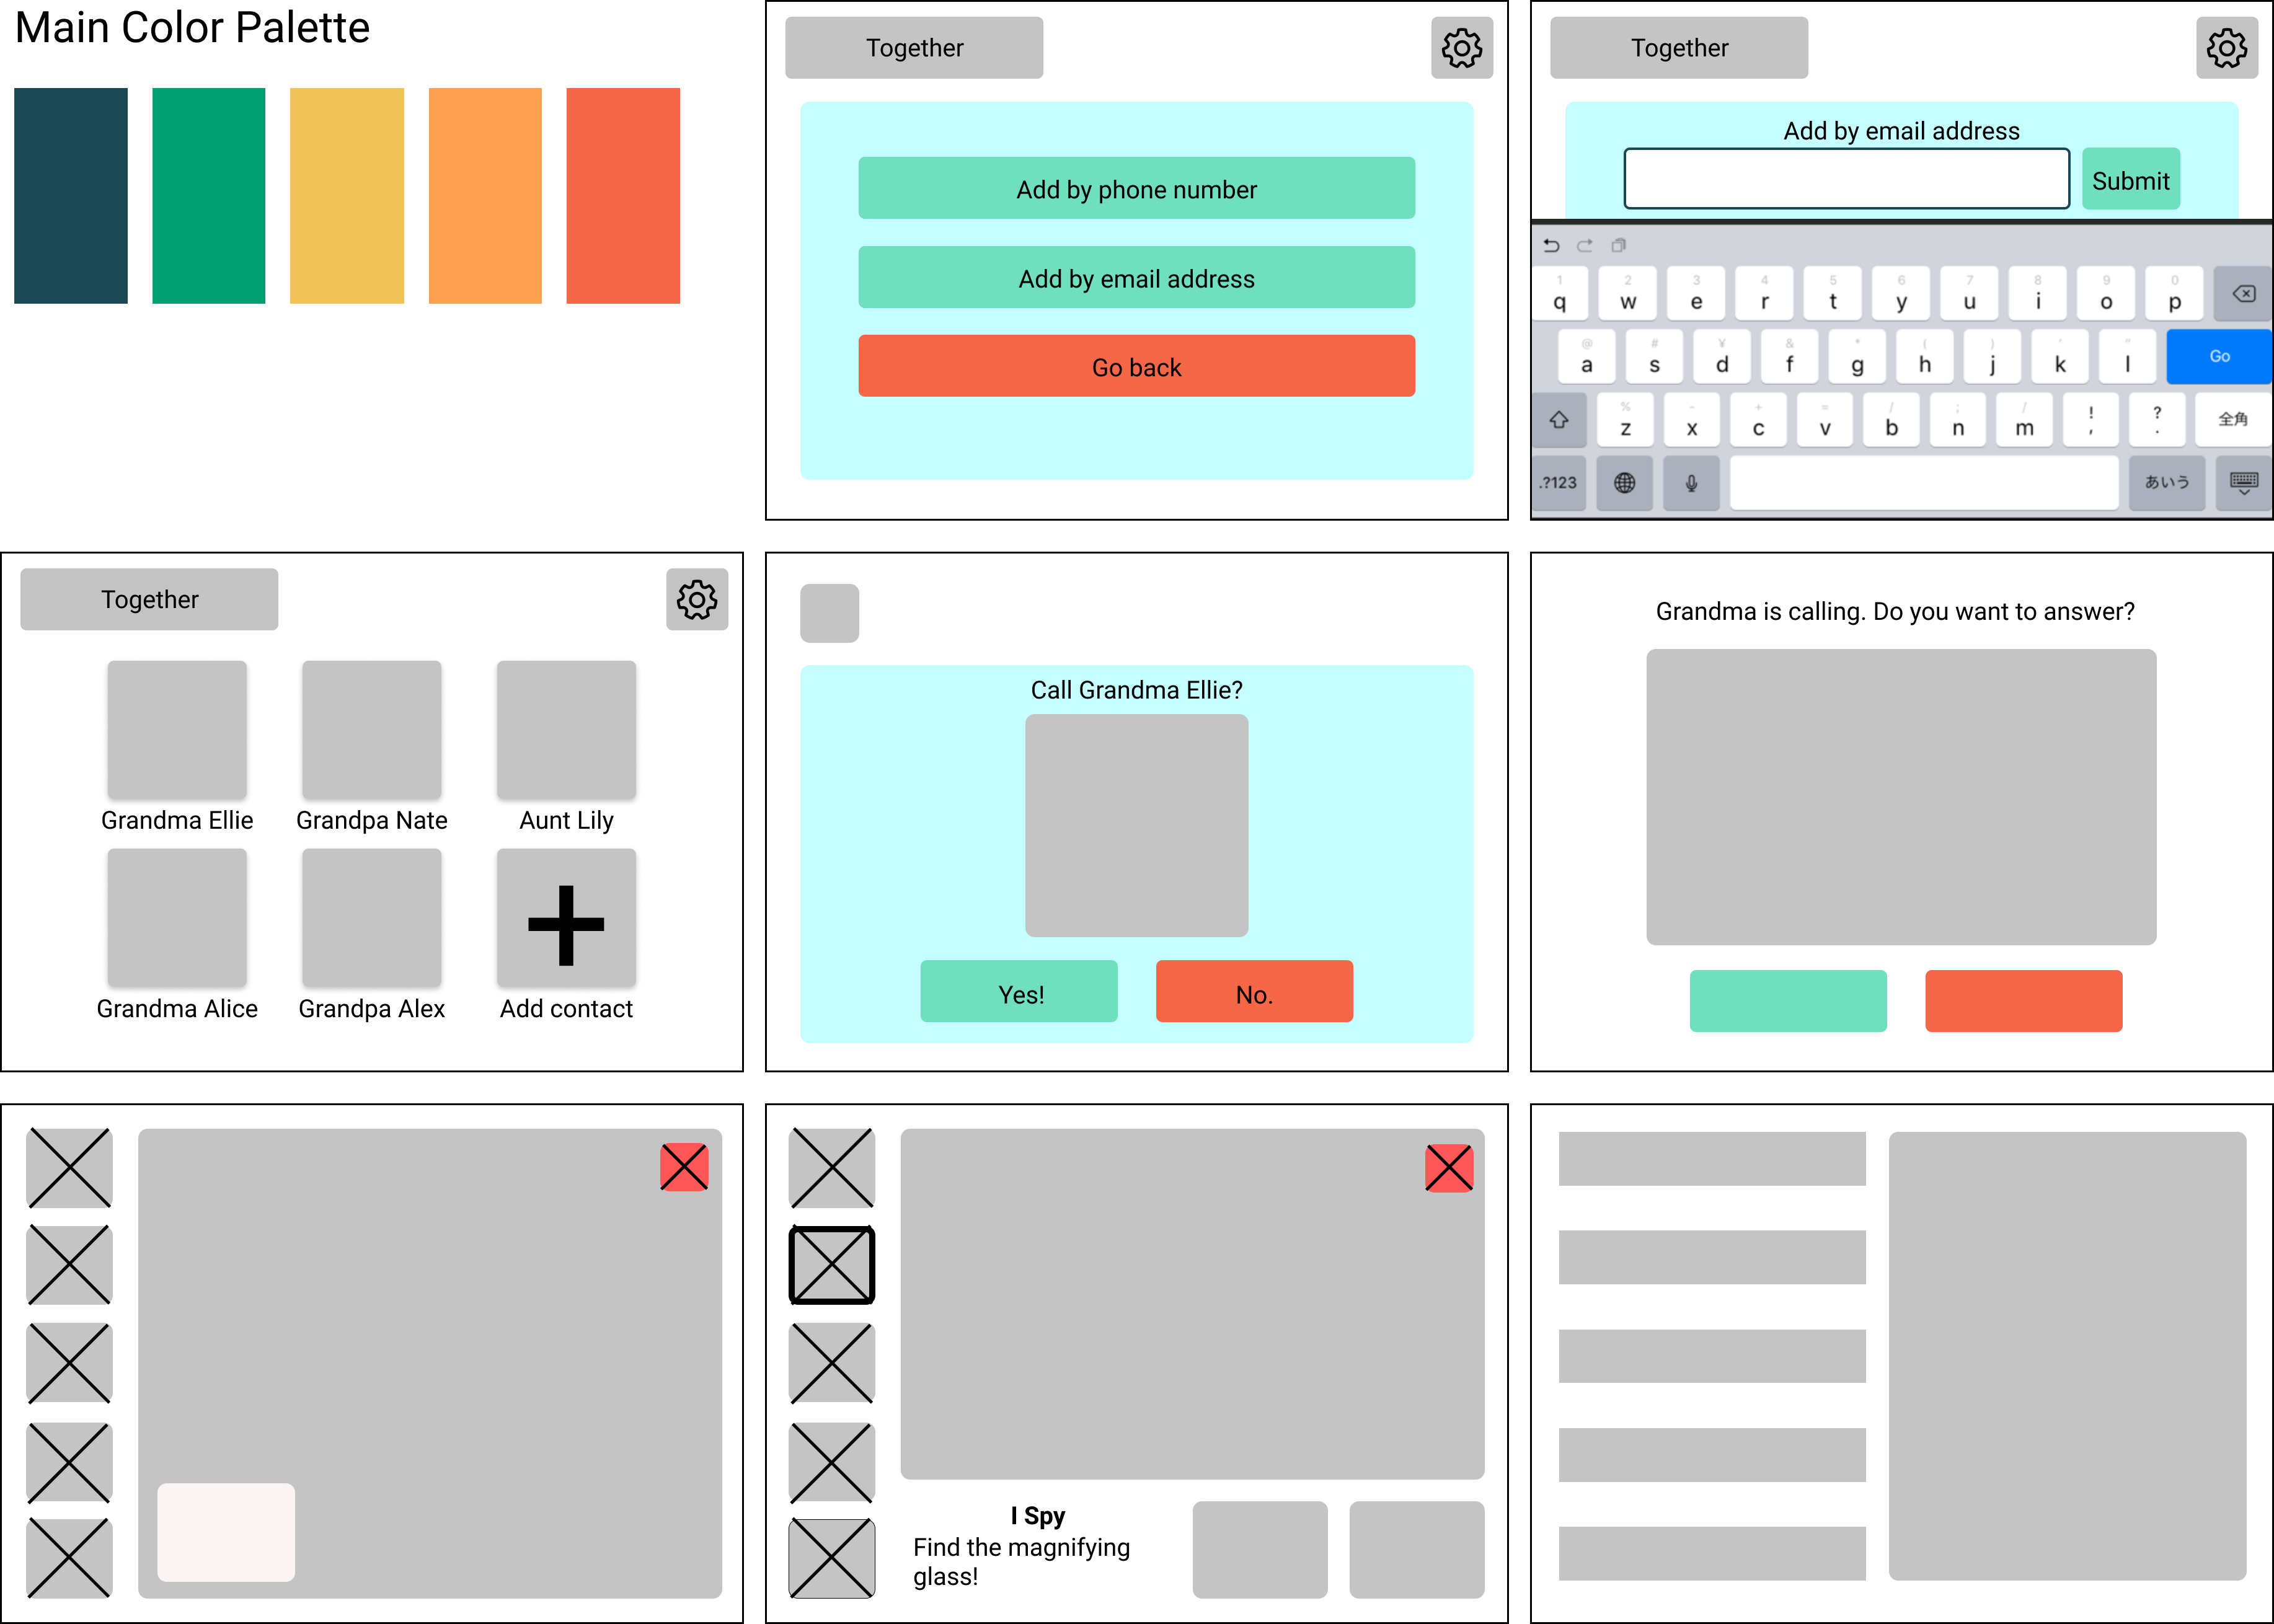 Main Color Palette
Together
Add by phone number
Add by email address
Go back
Together
Add by email address
Submit
1 2 3 4 5 6 7 8 9 0
q w e r t y u i o p
@ # ¥ & * ( ) ' "
a s d f g h j k l Go
% - + = / ; / ! ?
z x c v b n m , . 全角
.?123 あいう
Together
Grandma Ellie
Grandpa Nate
Aunt Lily
Grandma Alice
Grandpa Alex
Add contact
Call Grandma Ellie?
Yes!
No.
Grandma is calling. Do you want to answer?
I Spy
Find the magnifying
glass!